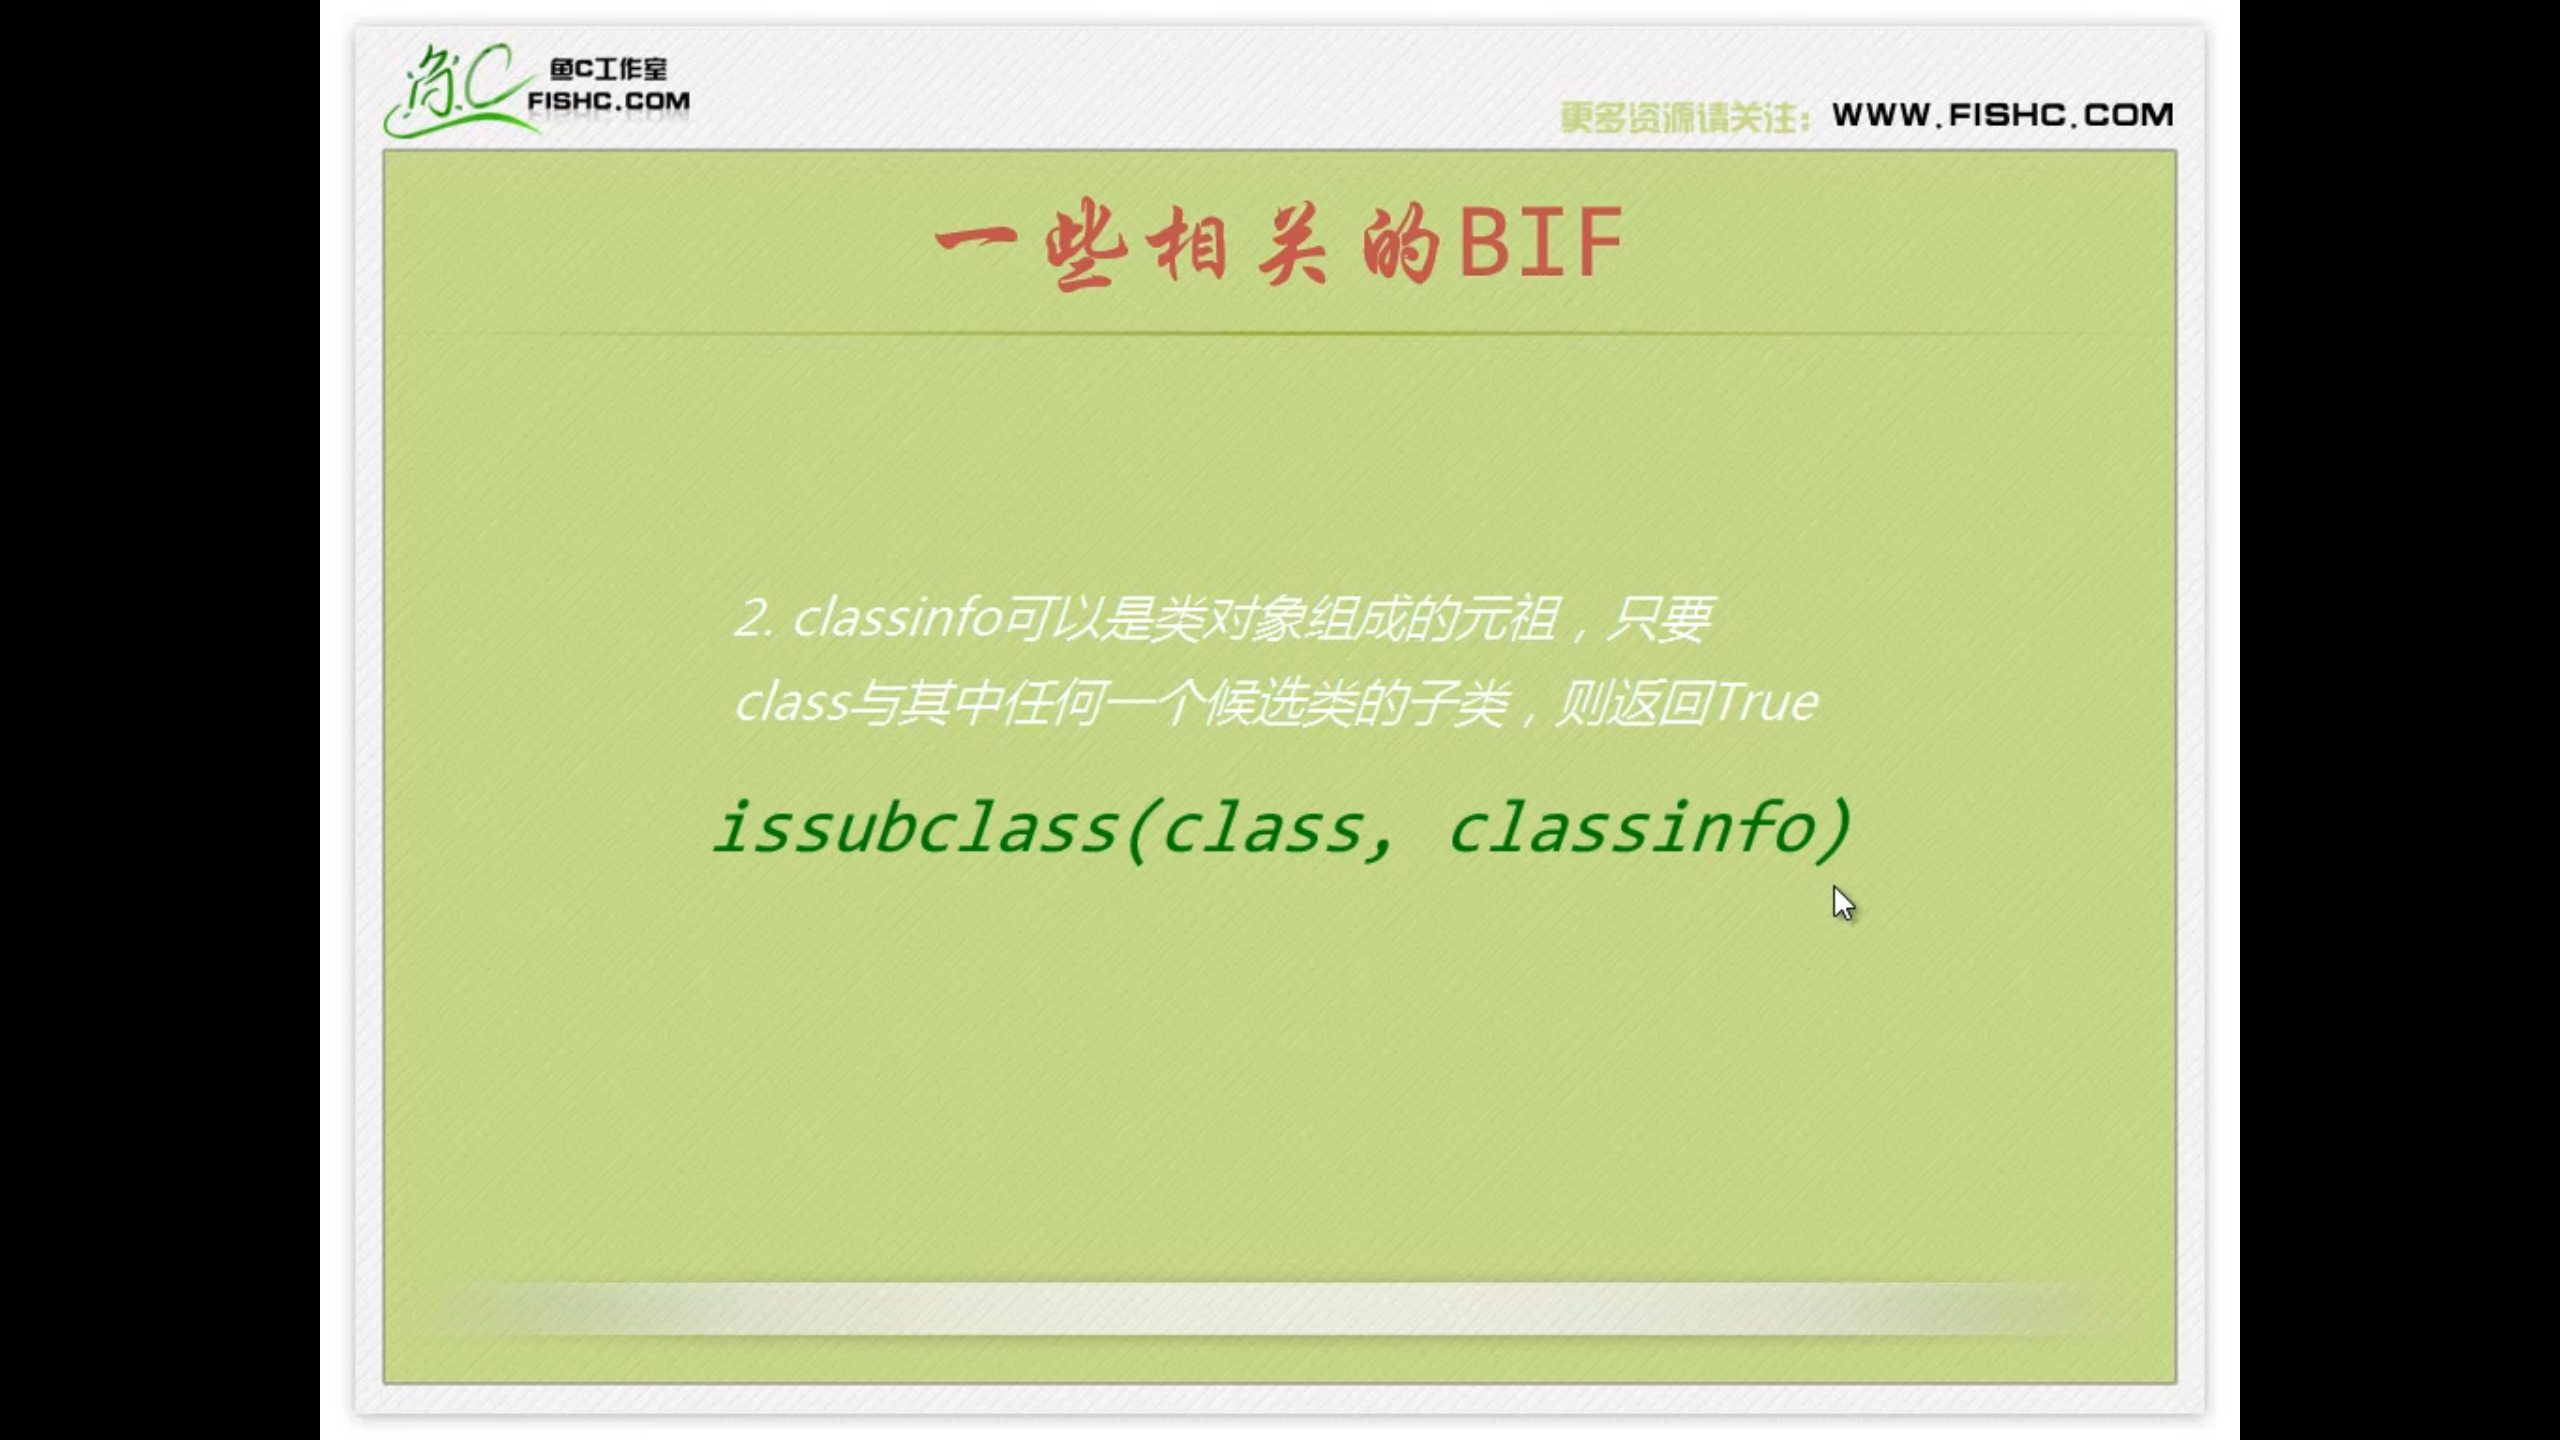 鱼C工作室
FISHC.COM
更多资源请关注: WWW.FISHC.COM
一些相关的BIF
2. classinfo可以是类对象组成的元祖，只要
class与其中任何一个候选类的子类，则返回True
issubclass(class, classinfo)